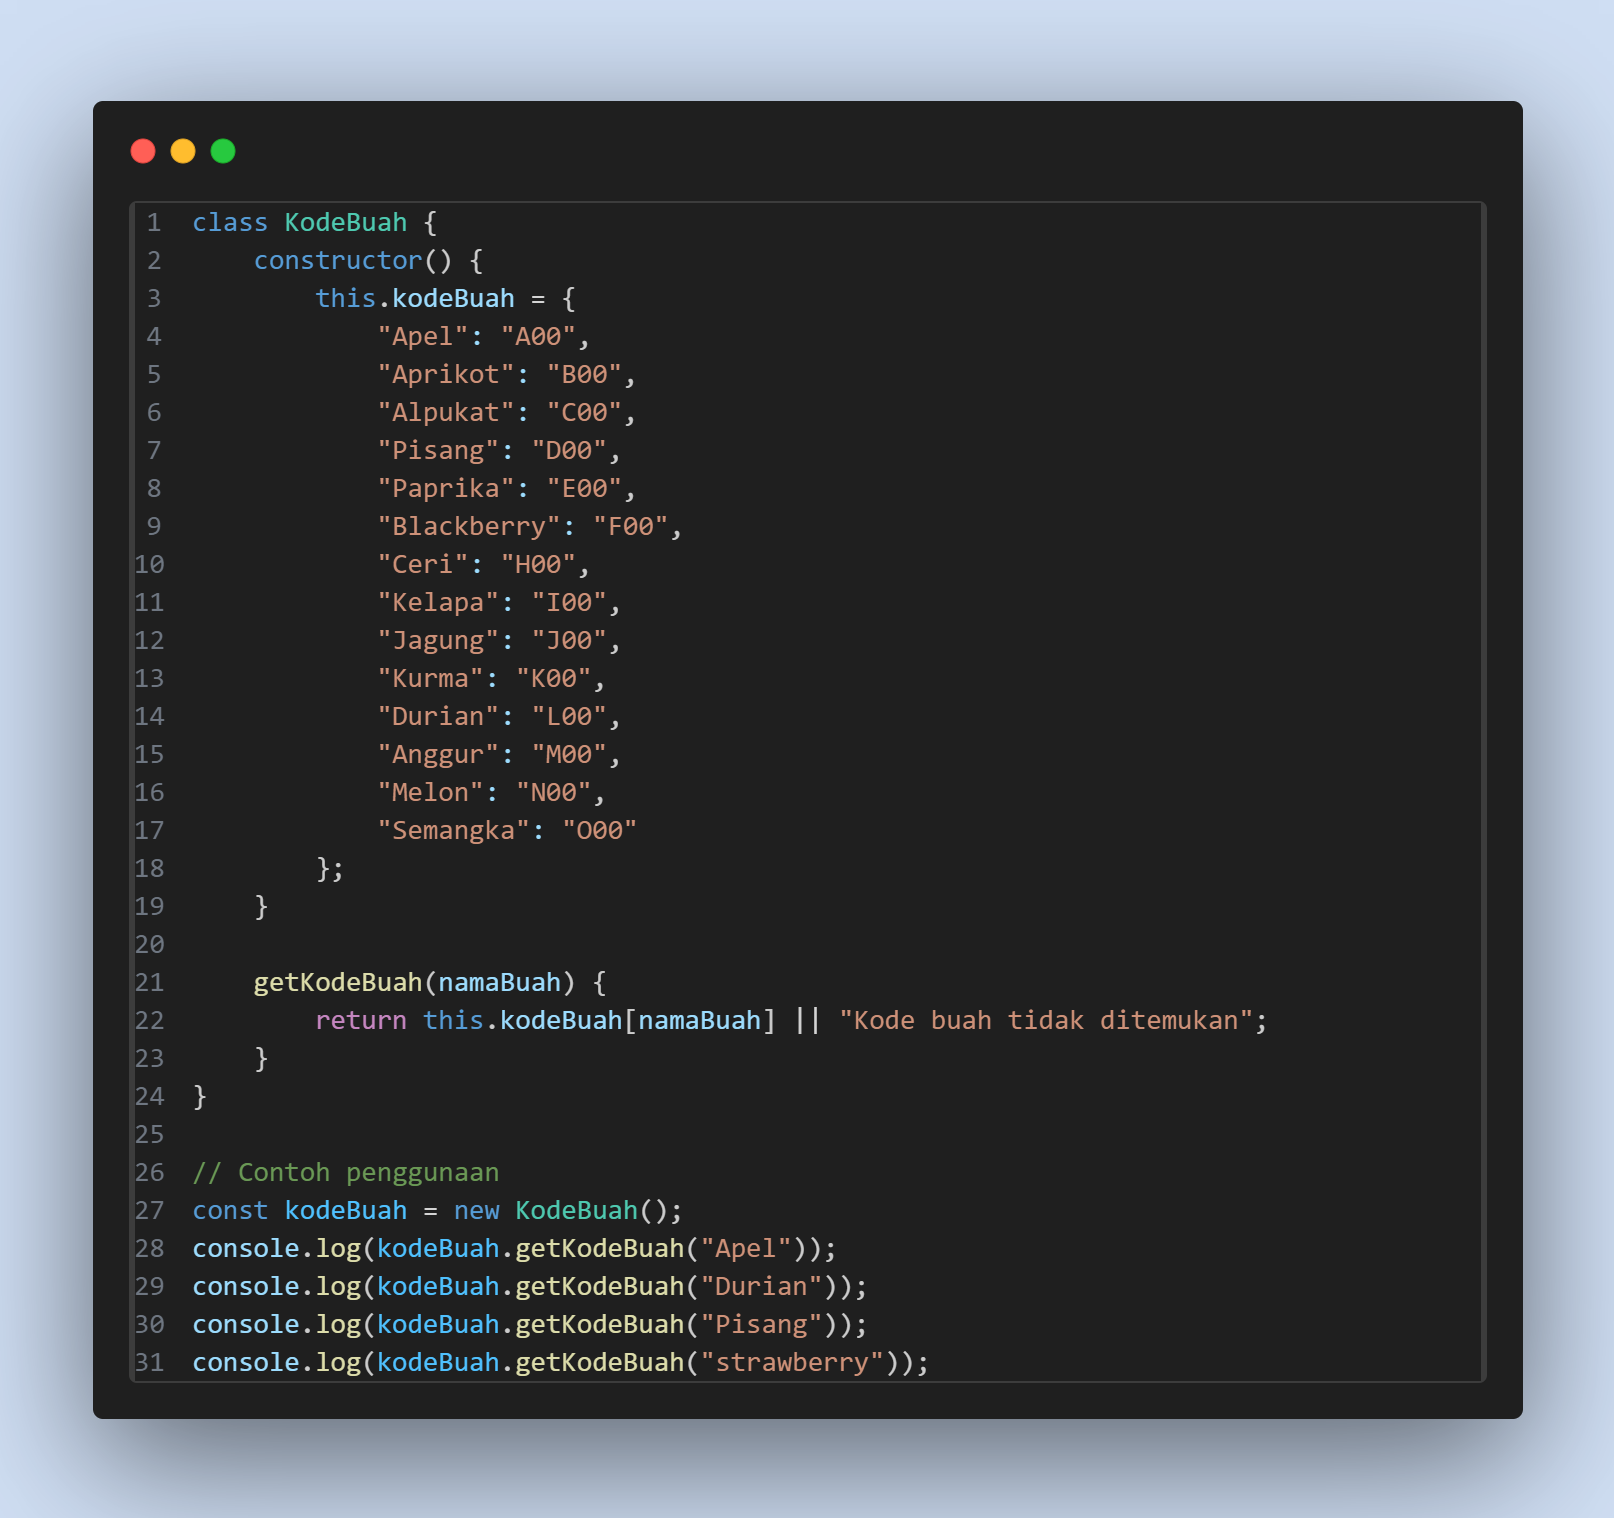 1 class KodeBuah {
2     constructor() {
3         this.kodeBuah = {
4             "Apel": "A00",
5             "Aprikot": "B00",
6             "Alpukat": "C00",
7             "Pisang": "D00",
8             "Paprika": "E00",
9             "Blackberry": "F00",
10             "Ceri": "H00",
11             "Kelapa": "I00",
12             "Jagung": "J00",
13             "Kurma": "K00",
14             "Durian": "L00",
15             "Anggur": "M00",
16             "Melon": "N00",
17             "Semangka": "O00"
18         };
19     }
20
21     getKodeBuah(namaBuah) {
22         return this.kodeBuah[namaBuah] || "Kode buah tidak ditemukan";
23     }
24 }
25
26 // Contoh penggunaan
27 const kodeBuah = new KodeBuah();
28 console.log(kodeBuah.getKodeBuah("Apel"));
29 console.log(kodeBuah.getKodeBuah("Durian"));
30 console.log(kodeBuah.getKodeBuah("Pisang"));
31 console.log(kodeBuah.getKodeBuah("strawberry"));